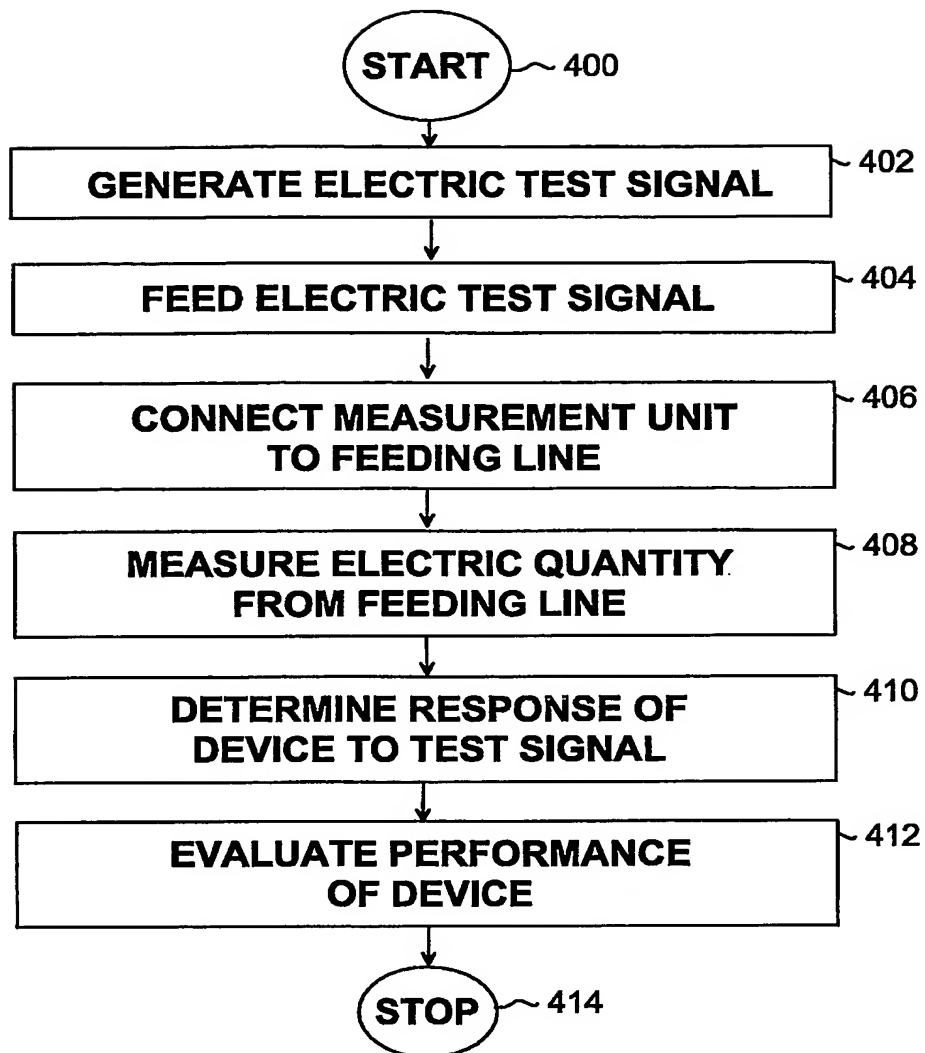 START
400
GENERATE ELECTRIC TEST SIGNAL
402
FEED ELECTRIC TEST SIGNAL
404
CONNECT MEASUREMENT UNIT
TO FEEDING LINE
406
MEASURE ELECTRIC QUANTITY
FROM FEEDING LINE
408
DETERMINE RESPONSE OF
DEVICE TO TEST SIGNAL
410
EVALUATE PERFORMANCE
OF DEVICE
412
STOP
414